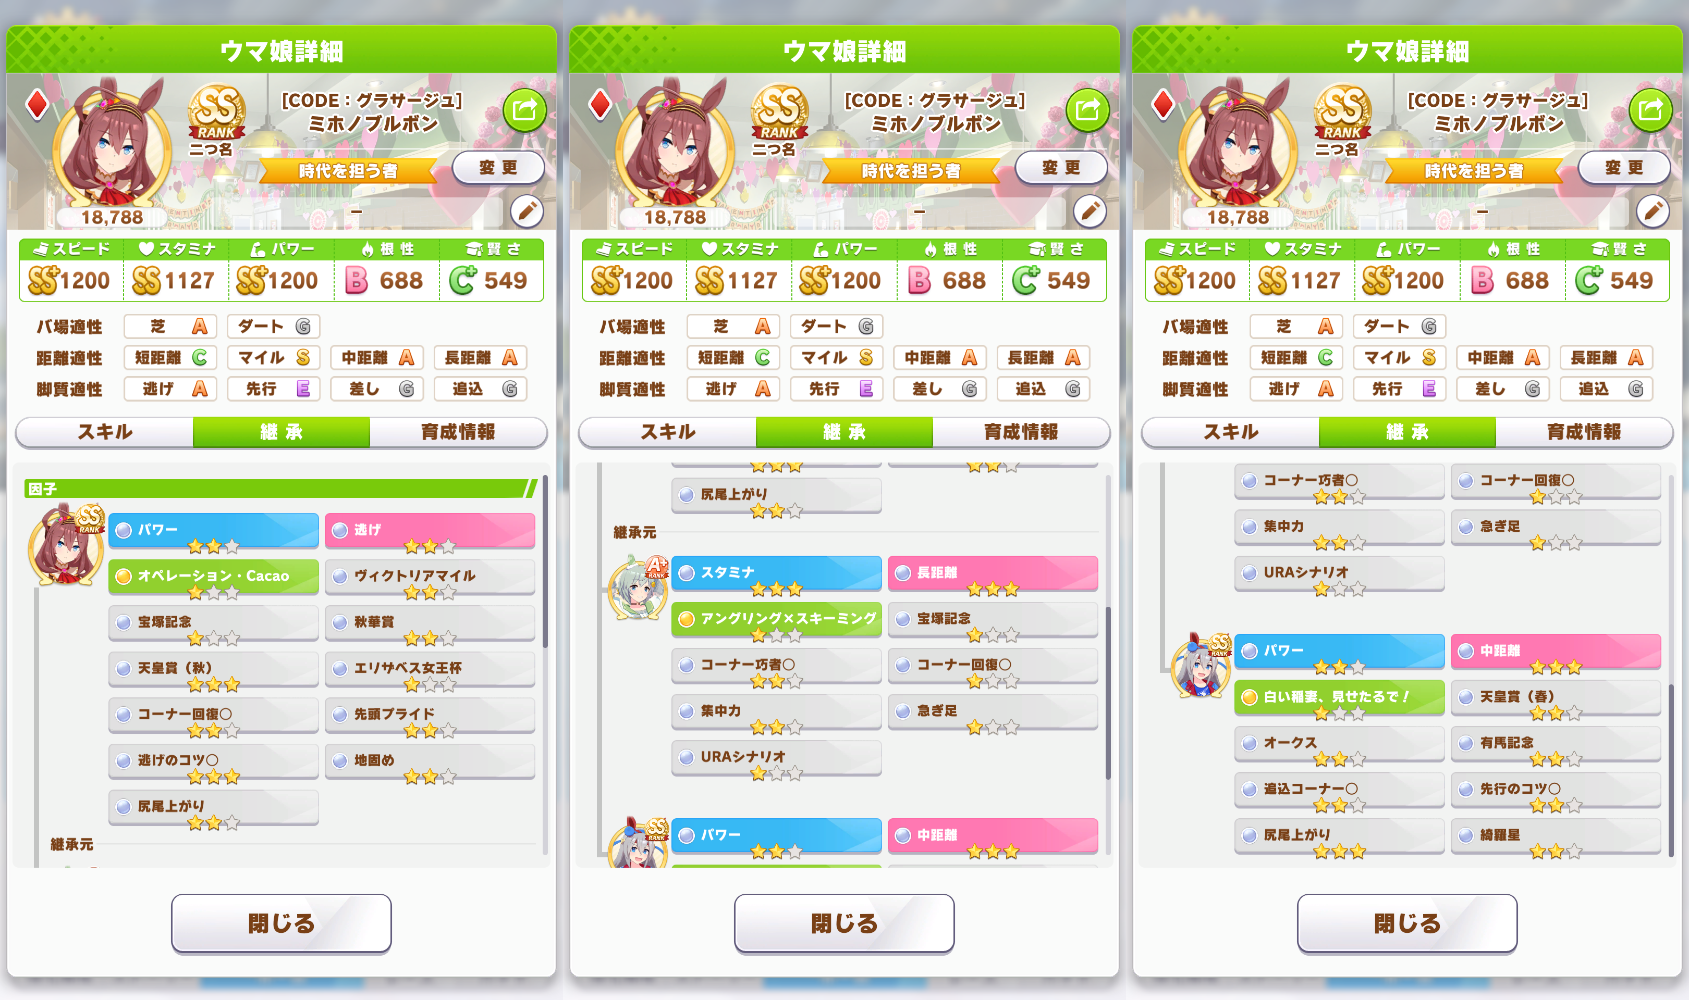 ウマ娘詳細
SS
RANK
二つ名
[CODE：グラサージュ]
ミホノブルボン
時代を担う者
変更
18,788
–
スピード
スタミナ
パワー
根性
賢さ
SS+ 1200
SS 1127
SS+ 1200
B 688
C+ 549
バ場適性
芝 A
ダート G
距離適性
短距離 C
マイル S
中距離 A
長距離 A
脚質適性
逃げ A
先行 E
差し G
追込 G
スキル
継承
育成情報
因子
SS
RANK
パワー
逃げ
オペレーション・Cacao
ヴィクトリアマイル
宝塚記念
秋華賞
天皇賞（秋）
エリザベス女王杯
コーナー回復○
先頭プライド
逃げのコツ○
地固め
尻尾上がり
継承元
閉じる
ウマ娘詳細
SS
RANK
二つ名
[CODE：グラサージュ]
ミホノブルボン
時代を担う者
変更
18,788
–
スピード
スタミナ
パワー
根性
賢さ
SS+ 1200
SS 1127
SS+ 1200
B 688
C+ 549
バ場適性
芝 A
ダート G
距離適性
短距離 C
マイル S
中距離 A
長距離 A
脚質適性
逃げ A
先行 E
差し G
追込 G
スキル
継承
育成情報
尻尾上がり
継承元
A+
RANK
スタミナ
長距離
アングリング×スキーミング
宝塚記念
コーナー巧者○
コーナー回復○
集中力
急ぎ足
URAシナリオ
SS
RANK
パワー
中距離
閉じる
ウマ娘詳細
SS
RANK
二つ名
[CODE：グラサージュ]
ミホノブルボン
時代を担う者
変更
18,788
–
スピード
スタミナ
パワー
根性
賢さ
SS+ 1200
SS 1127
SS+ 1200
B 688
C+ 549
バ場適性
芝 A
ダート G
距離適性
短距離 C
マイル S
中距離 A
長距離 A
脚質適性
逃げ A
先行 E
差し G
追込 G
スキル
継承
育成情報
コーナー巧者○
コーナー回復○
集中力
急ぎ足
URAシナリオ
SS
RANK
パワー
中距離
白い稲妻、見せたるで！
天皇賞（春）
オークス
有馬記念
追込コーナー○
先行のコツ○
尻尾上がり
綺羅星
閉じる